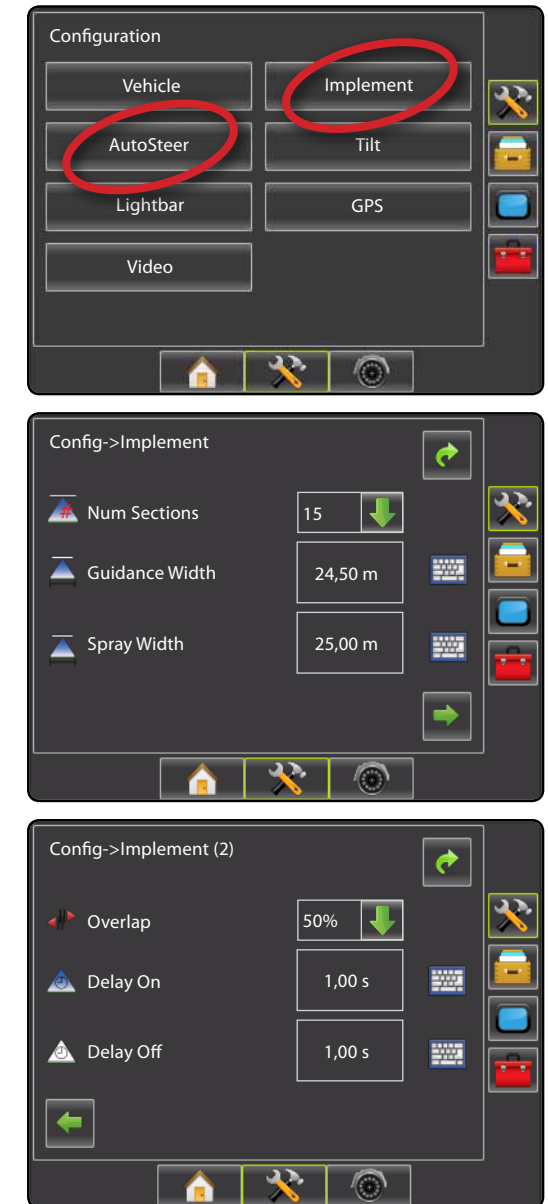 Configuration
Vehicle Implement
AutoSteer Tilt
Lightbar GPS
Video
Config->Implement
# Num Sections 15
Guidance Width 24,50 m
Spray Width 25,00 m
Config->Implement (2)
Overlap 50%
Delay On 1,00 s
Delay Off 1,00 s